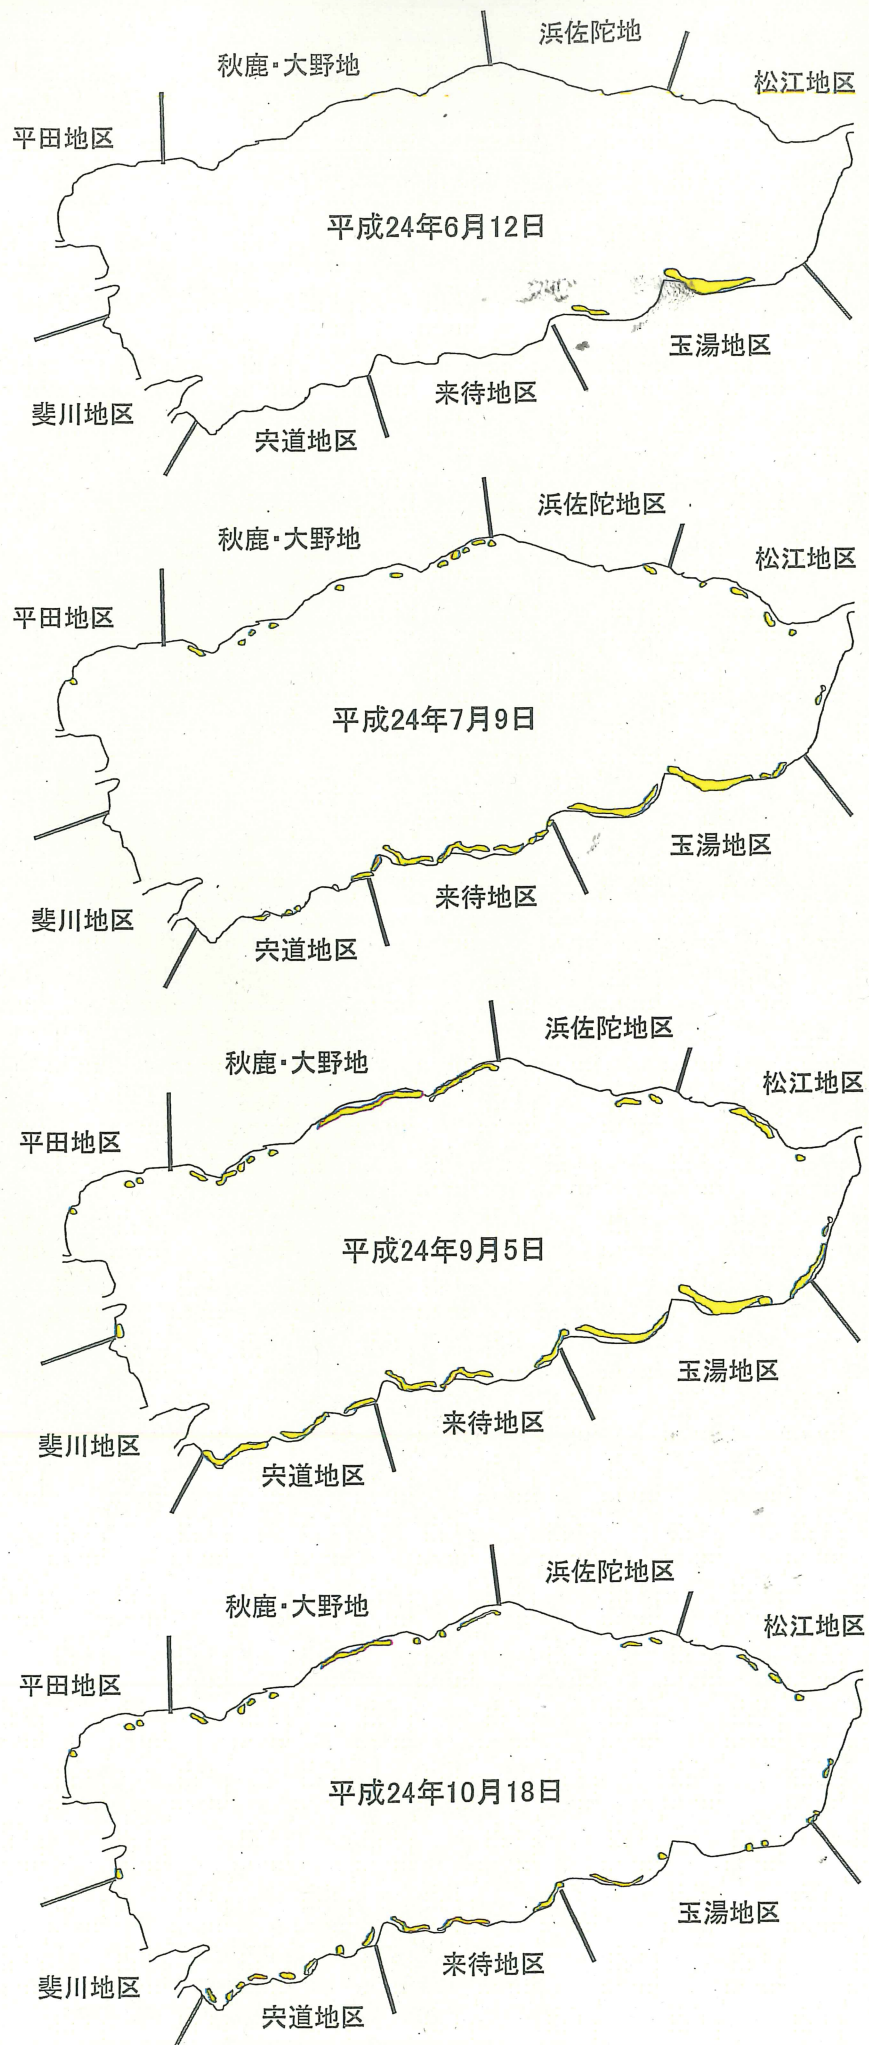 浜佐陀地
秋鹿・大野地
松江地区
平田地区
平成24年6月12日
玉湯地区
来待地区
斐川地区
宍道地区
浜佐陀地区
秋鹿・大野地
松江地区
平田地区
平成24年7月9日
玉湯地区
来待地区
斐川地区
宍道地区
浜佐陀地区
秋鹿・大野地
松江地区
平田地区
平成24年9月5日
玉湯地区
来待地区
斐川地区
宍道地区
浜佐陀地区
秋鹿・大野地
松江地区
平田地区
平成24年10月18日
玉湯地区
来待地区
斐川地区
宍道地区